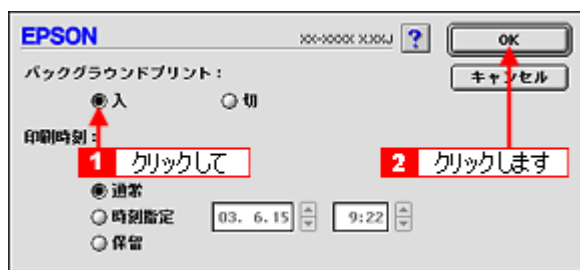 EPSON
XX-XXXX X.XXJ
?
OK
バックグラウンドプリント：
キャンセル
入
切
印刷時刻：
1 クリックして
2 クリックします
通常
時刻指定
03. 6.15
9:22
保留